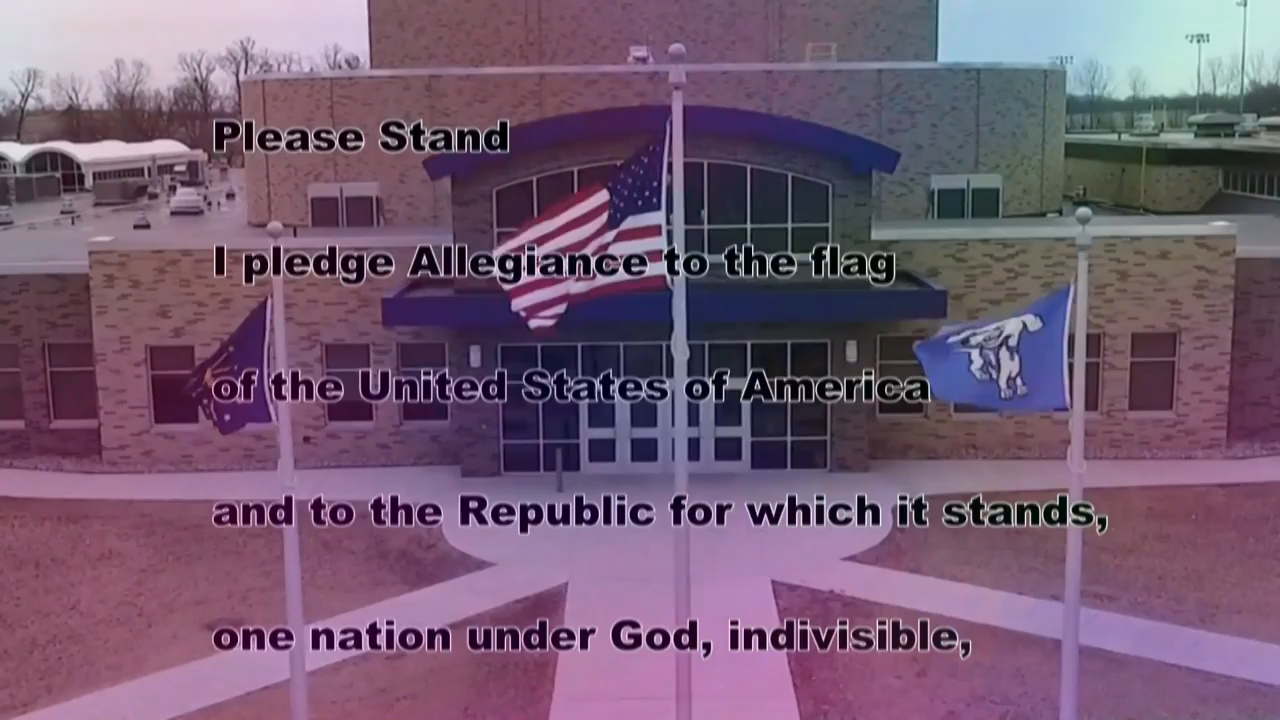 Please Stand
I pledge Allegiance to the flag
of the United States of America
and to the Republic for which it stands,
one nation under God, indivisible,